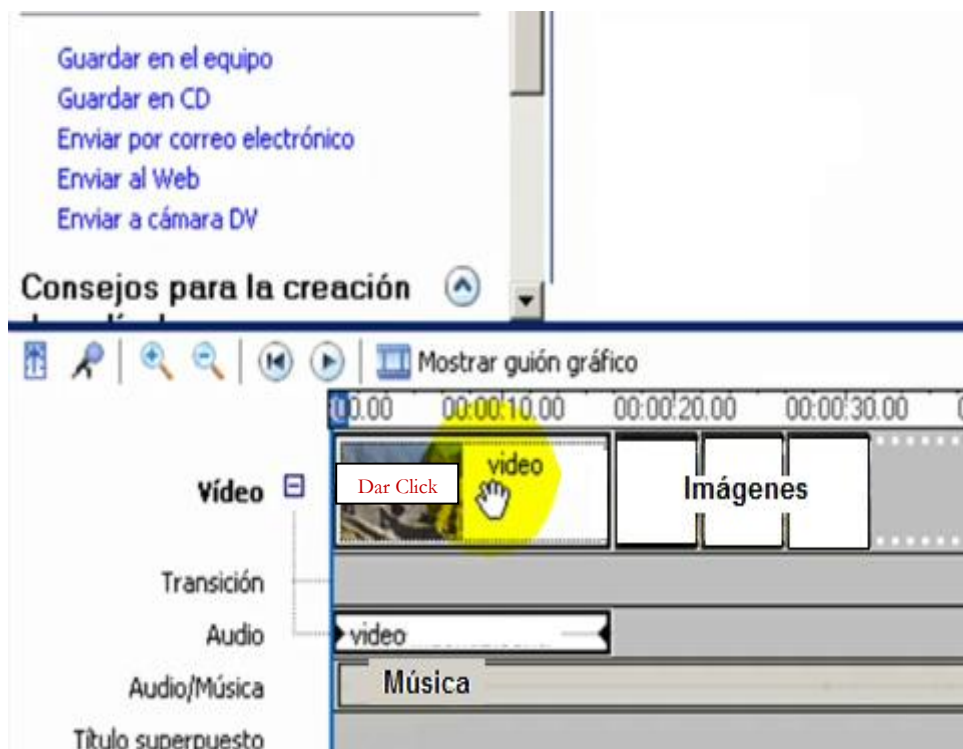 Guardar en el equipo
Guardar en CD
Enviar por correo electrónico
Enviar al Web
Enviar a cámara DV
Consejos para la creación
Mostrar guión gráfico
00.00 00:00:10.00 00:00:20.00 00:00:30.00
Vídeo
Dar Click
video
Imágenes
Transición
Audio
video
Audio/Música
Música
Título superpuesto